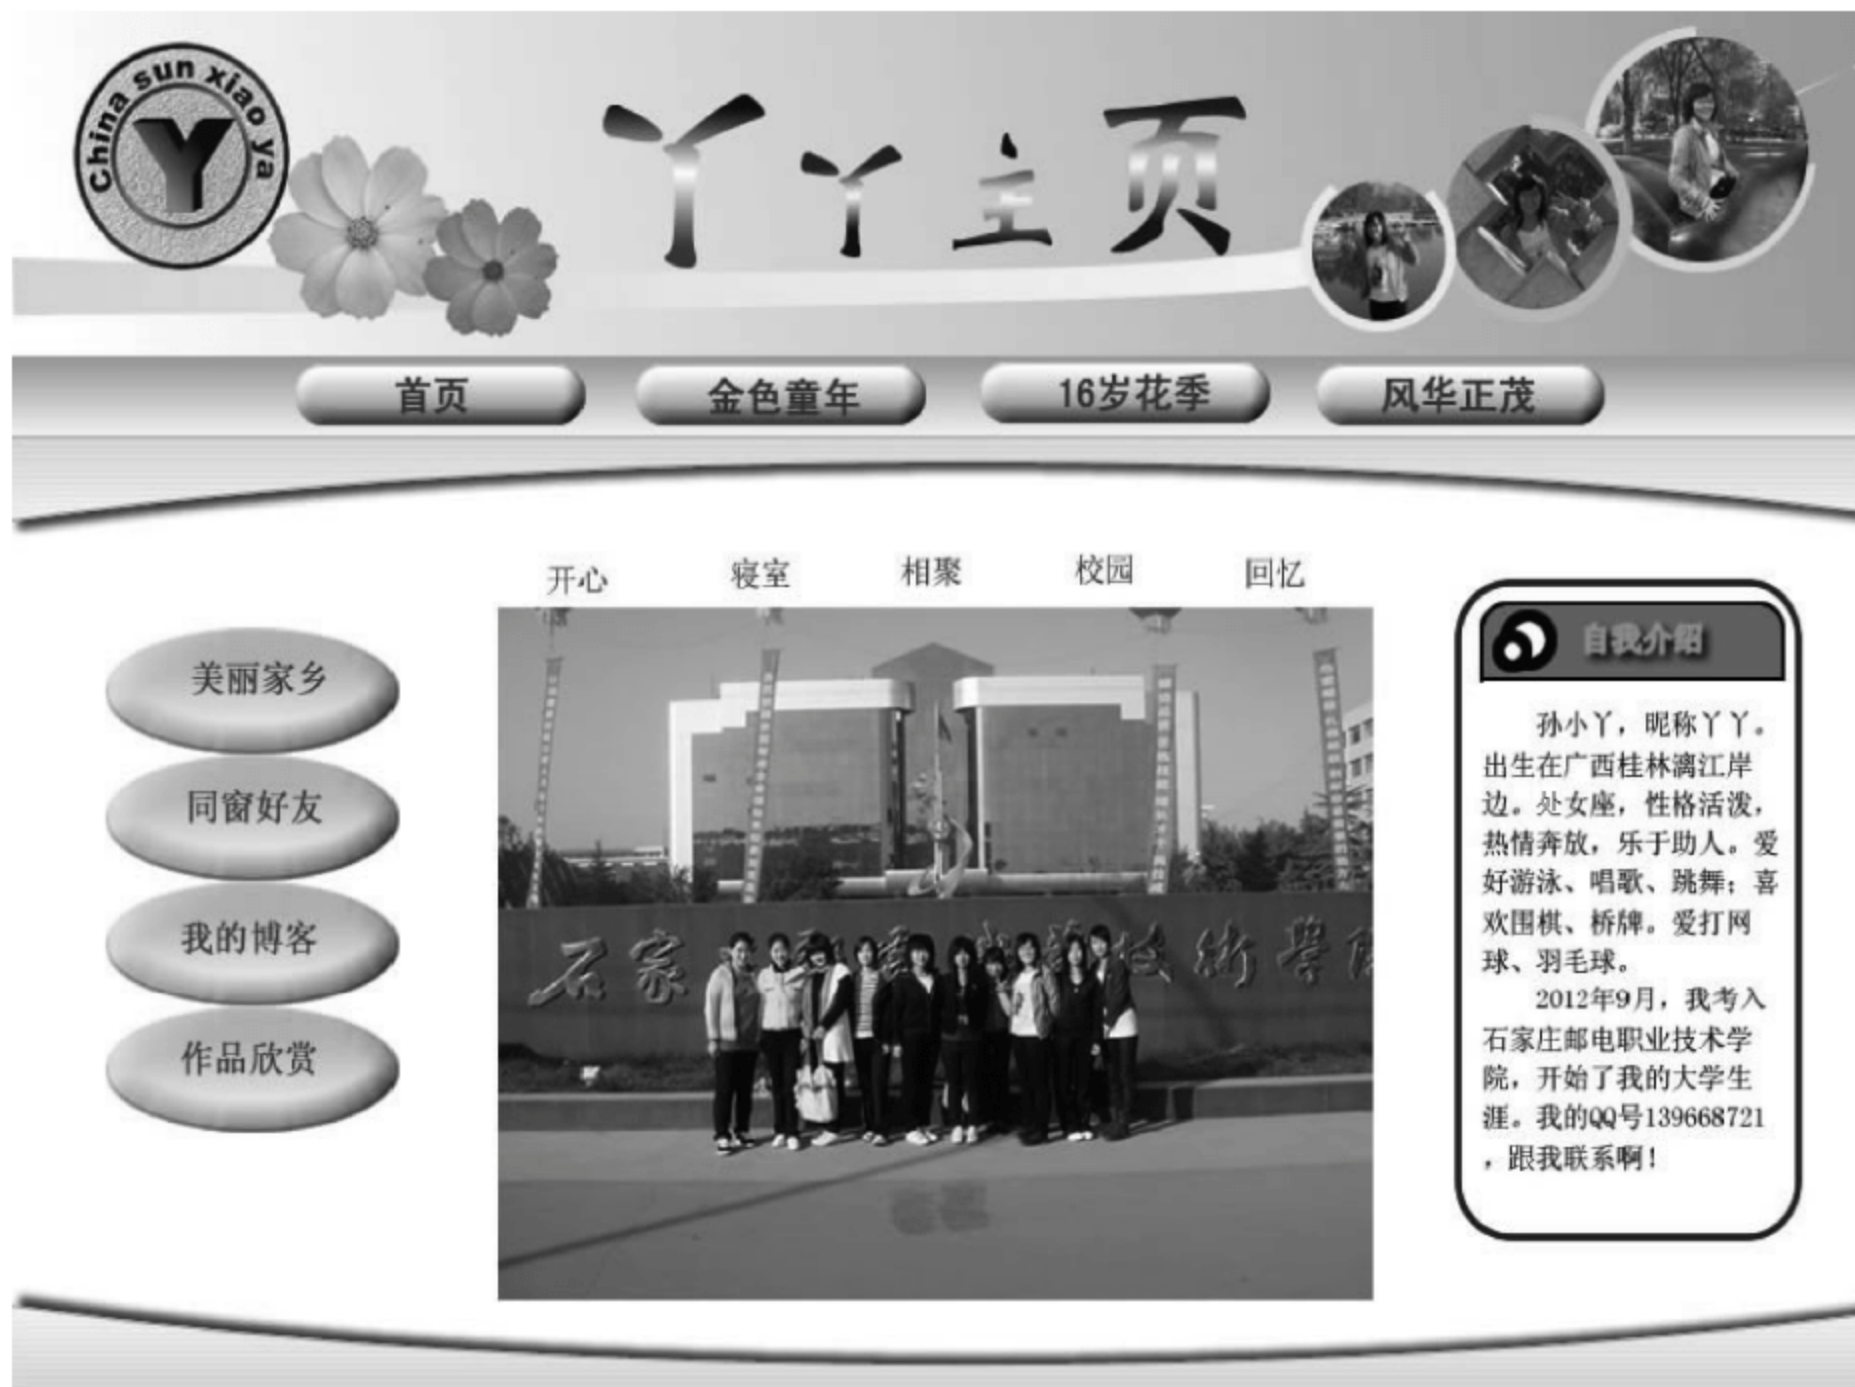 China sun xiao ya
Y
丫丫主页
首页
金色童年
16岁花季
风华正茂
开心
寝室
相聚
校园
回忆
美丽家乡
同窗好友
我的博客
作品欣赏
石家
技术学院
自我介绍
孙小丫，昵称丫丫。
出生在广西桂林漓江岸
边。处女座，性格活泼，
热情奔放，乐于助人。爱
好游泳、唱歌、跳舞；喜
欢围棋、桥牌。爱打网
球、羽毛球。
2012年9月，我考入
石家庄邮电职业技术学
院，开始了我的大学生
涯。我的QQ号139668721
，跟我联系啊！